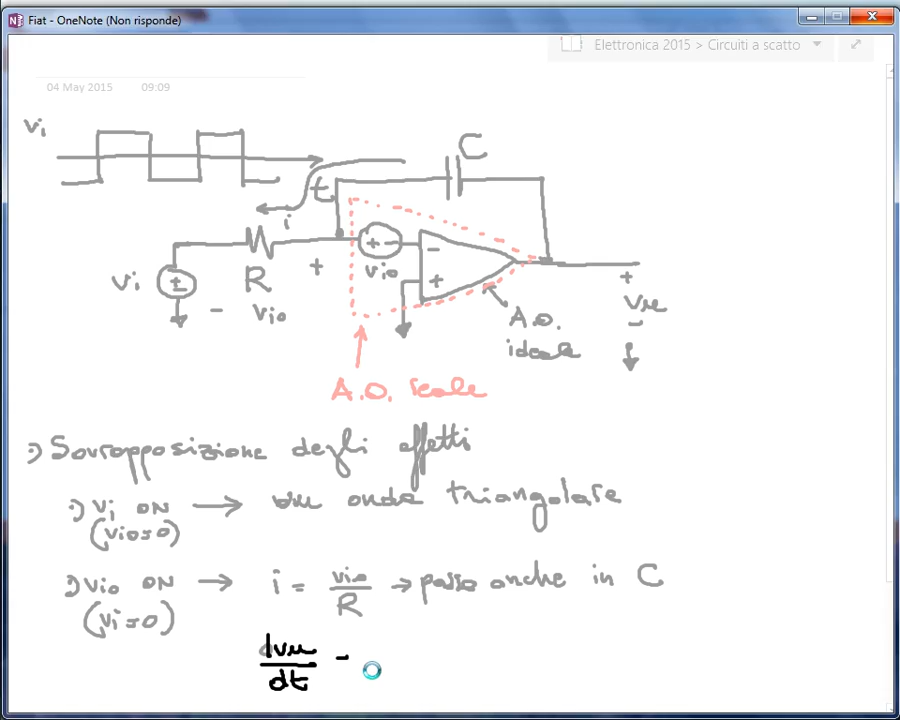 Fiat - OneNote (Non risponde)
Elettronica 2015 > Circuiti a scatto
04 May 2015 09:09
vi
t
C
i
R
vi
+
-
vio
+ -
vio
-
+
A.O.
ideale
+
vu
-
A.O. reale
:) Sovrapposizione degli effetti
:) vi ON → vu onda triangolare
(vio=0)
:) vio ON → i = vio/R → passa anche in C
(vi=0)
dvu/dt =